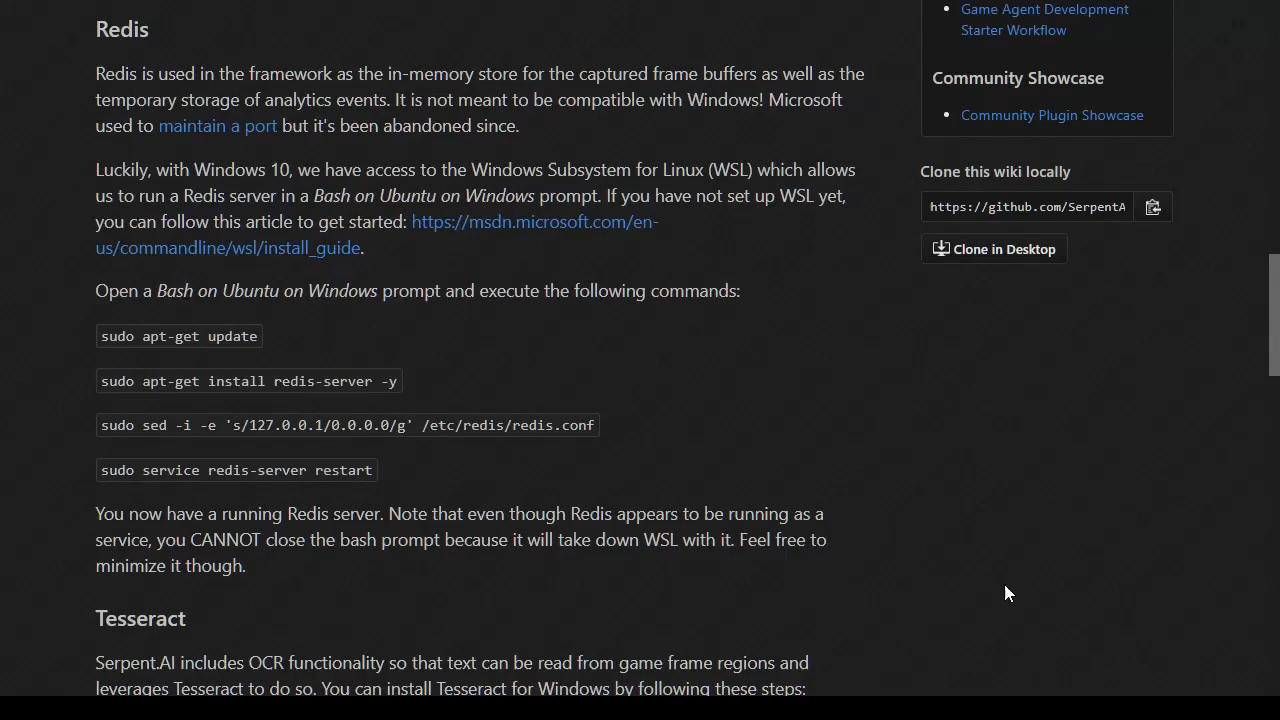 Redis
Redis is used in the framework as the in-memory store for the captured frame buffers as well as the
temporary storage of analytics events. It is not meant to be compatible with Windows! Microsoft
used to maintain a port but it's been abandoned since.
Luckily, with Windows 10, we have access to the Windows Subsystem for Linux (WSL) which allows
us to run a Redis server in a Bash on Ubuntu on Windows prompt. If you have not set up WSL yet,
you can follow this article to get started: https://msdn.microsoft.com/en-
us/commandline/wsl/install_guide.
Open a Bash on Ubuntu on Windows prompt and execute the following commands:
sudo apt-get update
sudo apt-get install redis-server -y
sudo sed -i -e 's/127.0.0.1/0.0.0.0/g' /etc/redis/redis.conf
sudo service redis-server restart
You now have a running Redis server. Note that even though Redis appears to be running as a
service, you CANNOT close the bash prompt because it will take down WSL with it. Feel free to
minimize it though.
Tesseract
Serpent.AI includes OCR functionality so that text can be read from game frame regions and
leverages Tesseract to do so. You can install Tesseract for Windows by following these steps:
Game Agent Development
Starter Workflow
Community Showcase
Community Plugin Showcase
Clone this wiki locally
https://github.com/SerpentA
Clone in Desktop